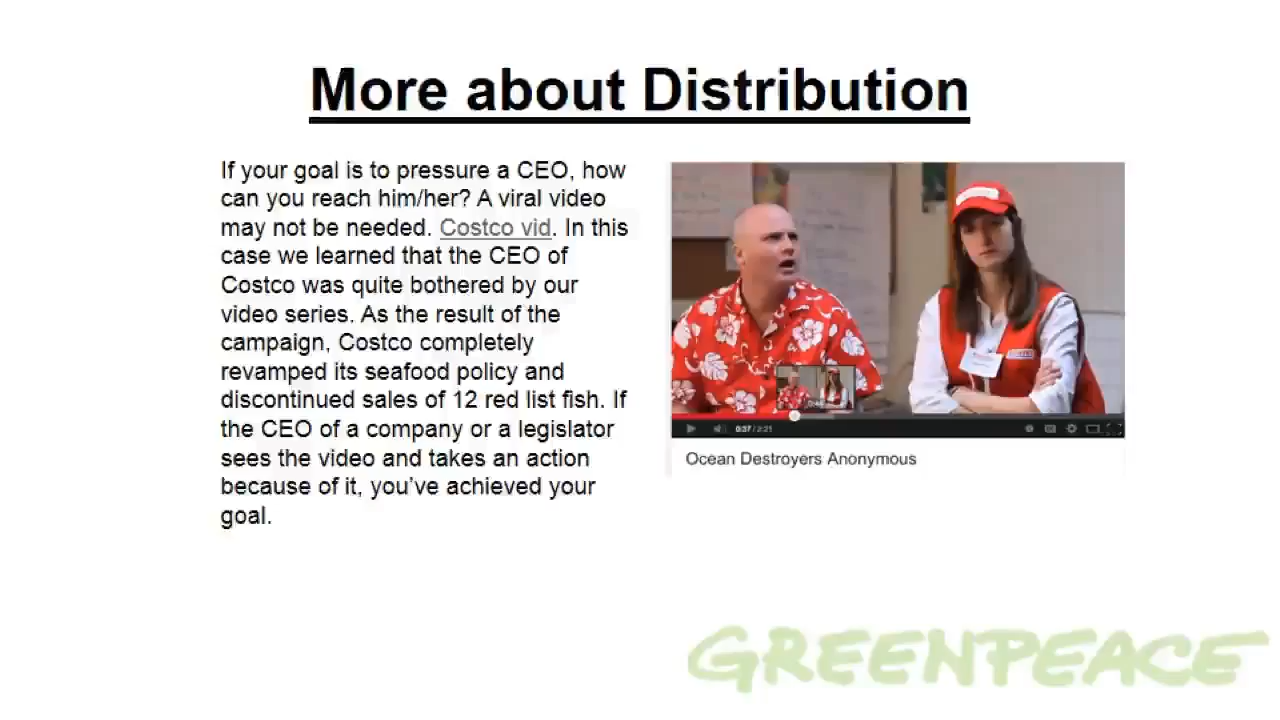 More about Distribution
If your goal is to pressure a CEO, how
can you reach him/her? A viral video
may not be needed. Costco vid. In this
case we learned that the CEO of
Costco was quite bothered by our
video series. As the result of the
campaign, Costco completely
revamped its seafood policy and
discontinued sales of 12 red list fish. If
the CEO of a company or a legislator
sees the video and takes an action
because of it, you've achieved your
goal.
0:37 / 2:21
Ocean Destroyers Anonymous
GREENPEACE